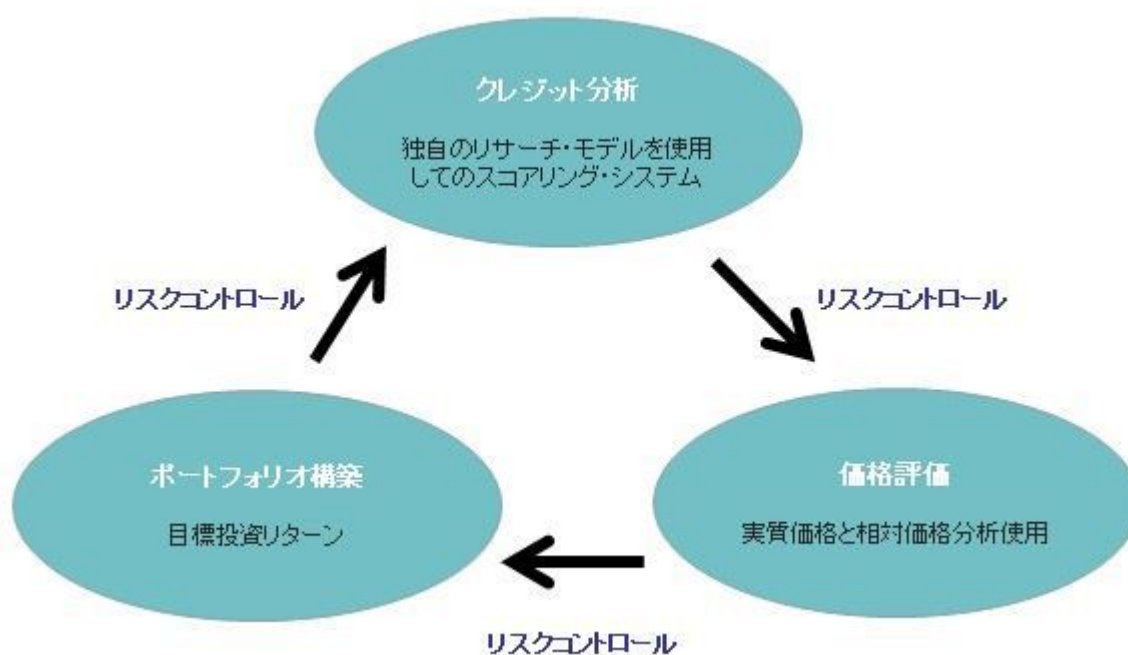 クレジット分析
独自のリサーチ・モデルを使用
してのスコアリング・システム
リスクコントロール
リスクコントロール
ポートフォリオ構築
目標投資リターン
価格評価
実質価格と相対価格分析使用
リスクコントロール